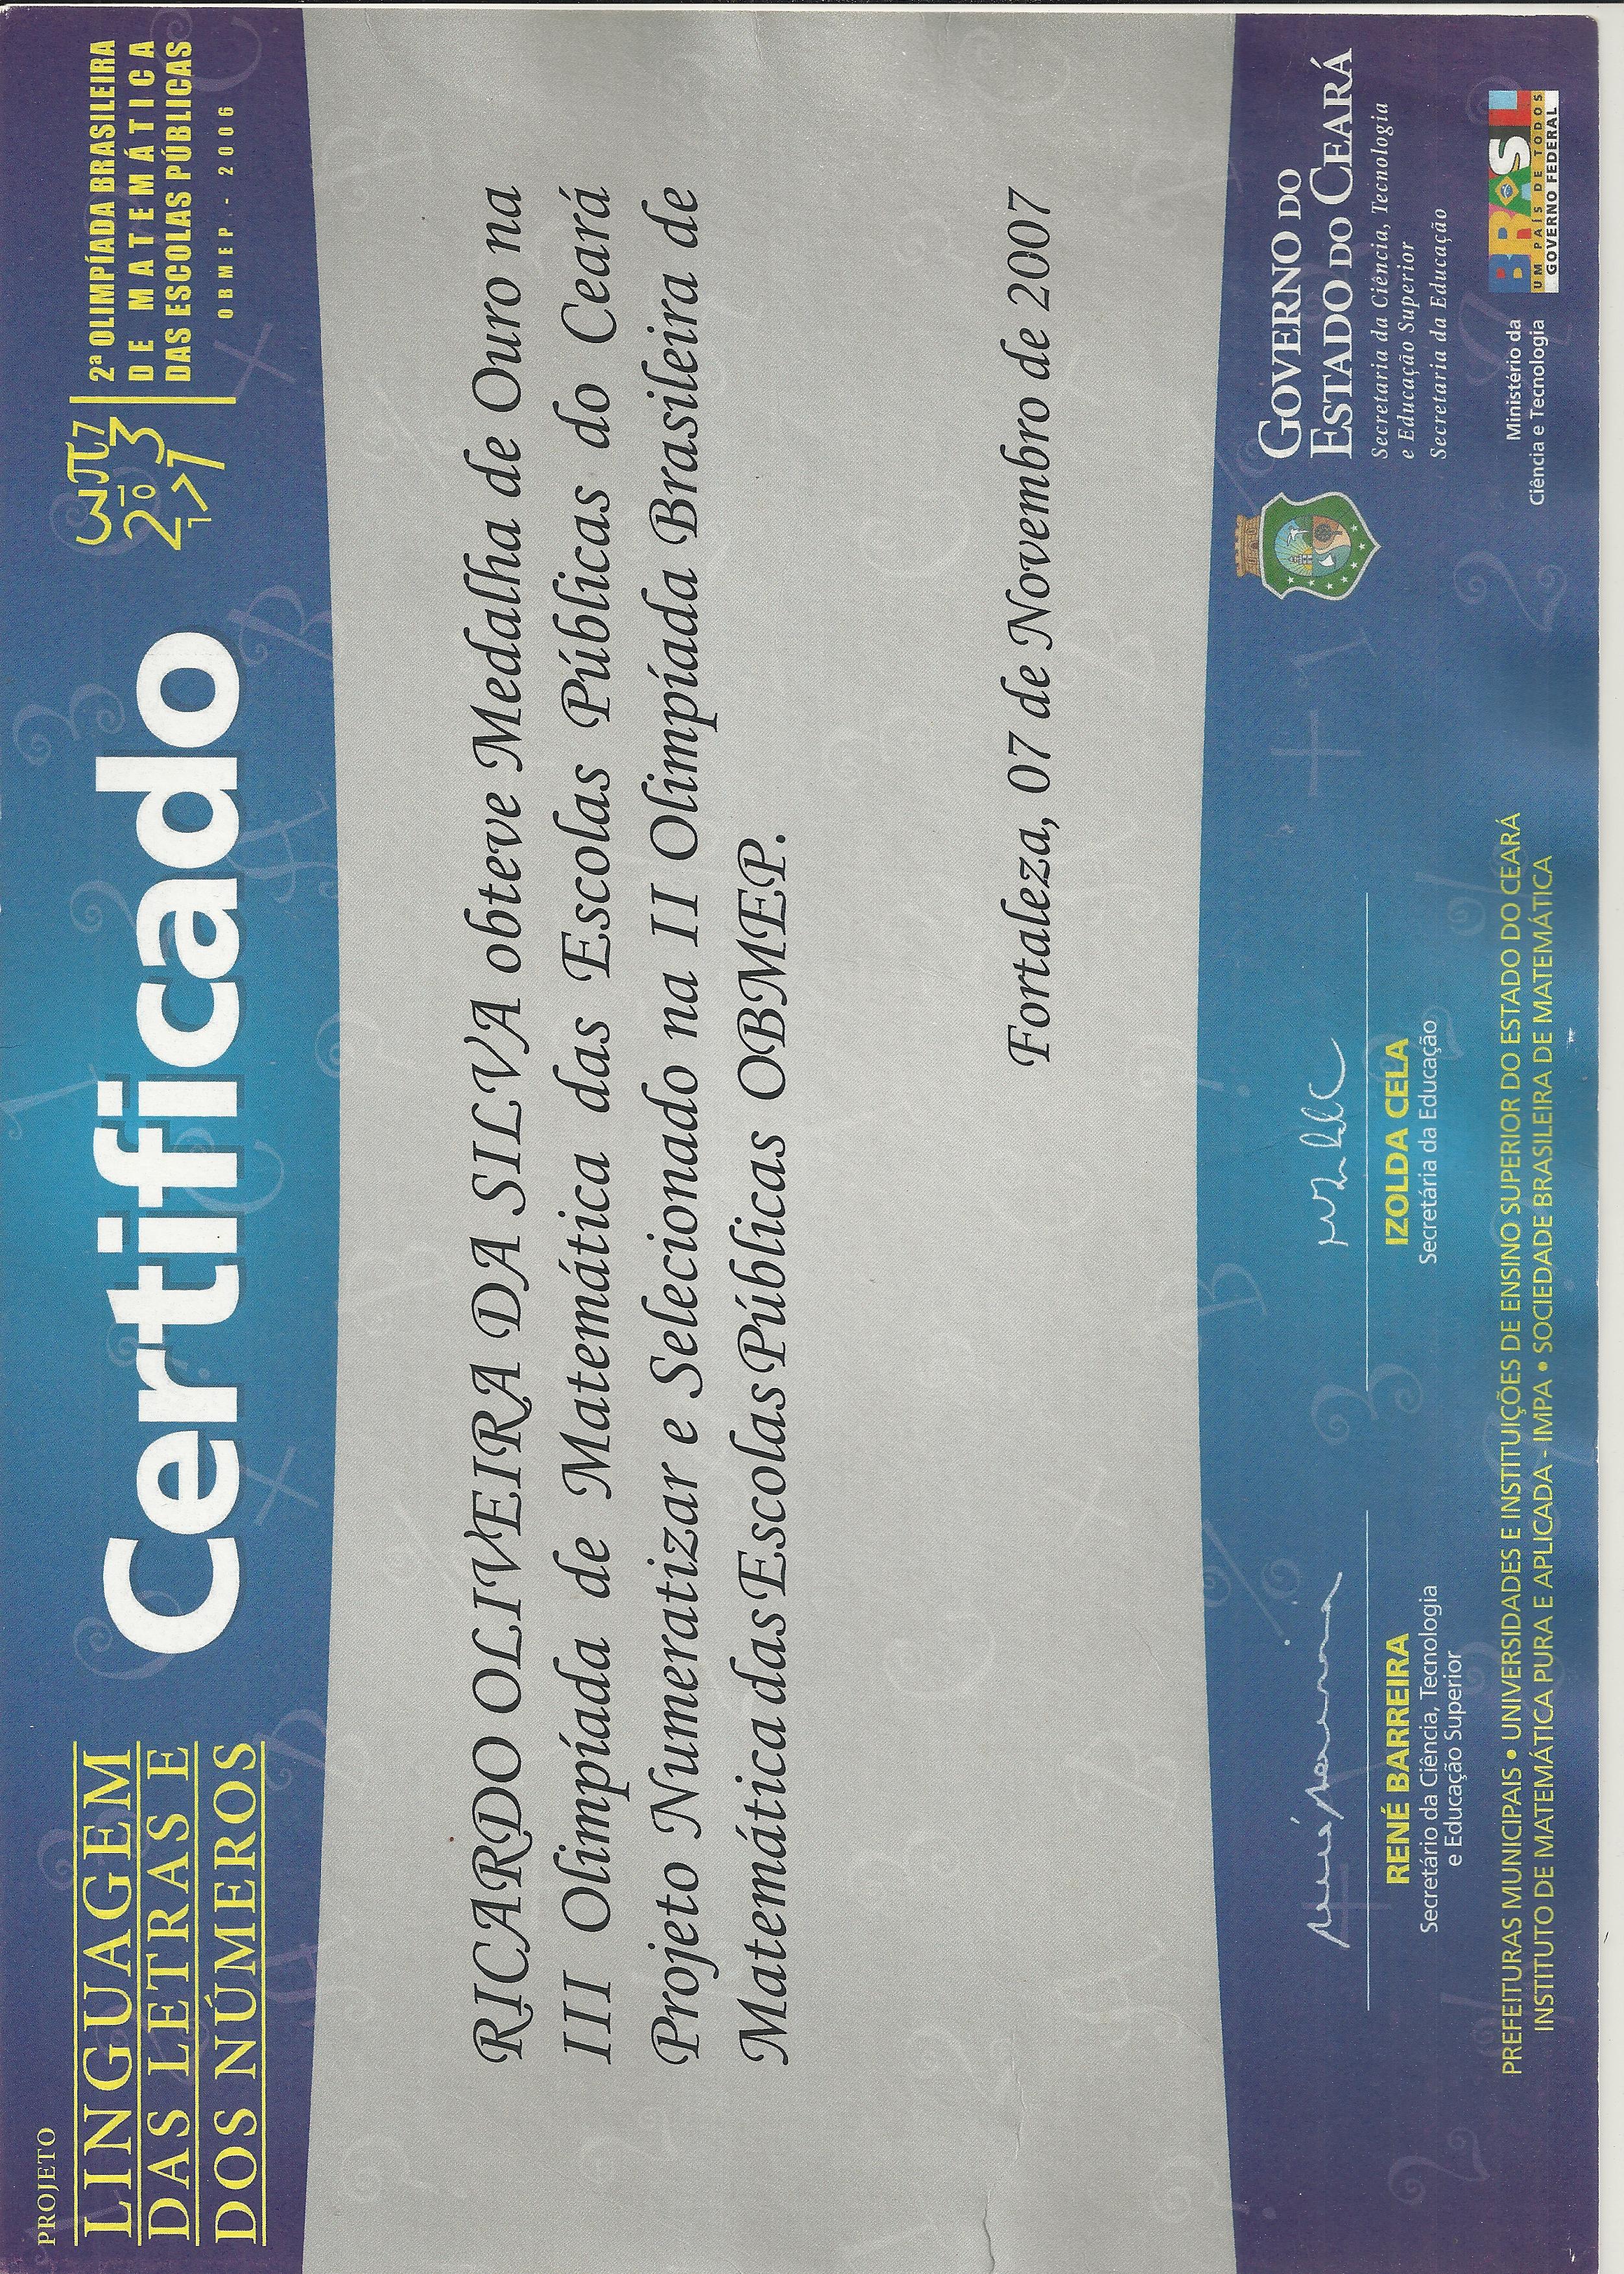 PROJETO
LINGUAGEM
DAS LETRAS E
DOS NÚMEROS
Certificado
2ª OLIMPÍADA BRASILEIRA
DE MATEMÁTICA
DAS ESCOLAS PÚBLICAS
OBMEP - 2006
RICARDO OLIVEIRA DA SILVA obteve Medalha de Ouro na
III Olimpíada de Matemática das Escolas Públicas do Ceará
Projeto Numeratizar e Selecionado na II Olimpíada Brasileira de
Matemática das Escolas Públicas OBMEP.
Fortaleza, 07 de Novembro de 2007
RENÉ BARREIRA
Secretário da Ciência, Tecnologia
e Educação Superior
IZOLDA CELA
Secretária da Educação
GOVERNO DO
ESTADO DO CEARÁ
Secretaria da Ciência, Tecnologia
e Educação Superior
Secretaria da Educação
PREFEITURAS MUNICIPAIS • UNIVERSIDADES E INSTITUIÇÕES DE ENSINO SUPERIOR DO ESTADO DO CEARÁ
INSTITUTO DE MATEMÁTICA PURA E APLICADA - IMPA • SOCIEDADE BRASILEIRA DE MATEMÁTICA
Ministério da
Ciência e Tecnologia
BRASIL
UM PAÍS DE TODOS
GOVERNO FEDERAL